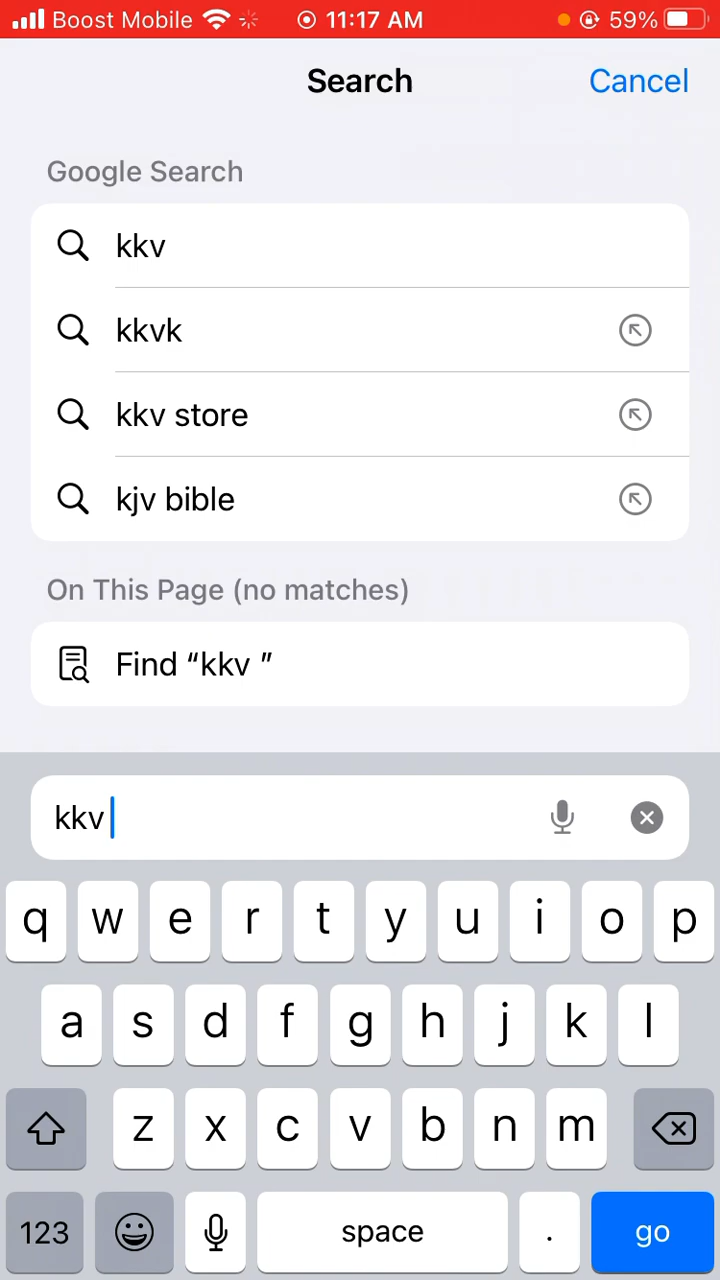 Boost Mobile 11:17 AM 59%
Search Cancel
Google Search
kkv
kkvk
kkv store
kjv bible
On This Page (no matches)
Find “kkv ”
kkv
q w e r t y u i o p
a s d f g h j k l
z x c v b n m
123 space . go